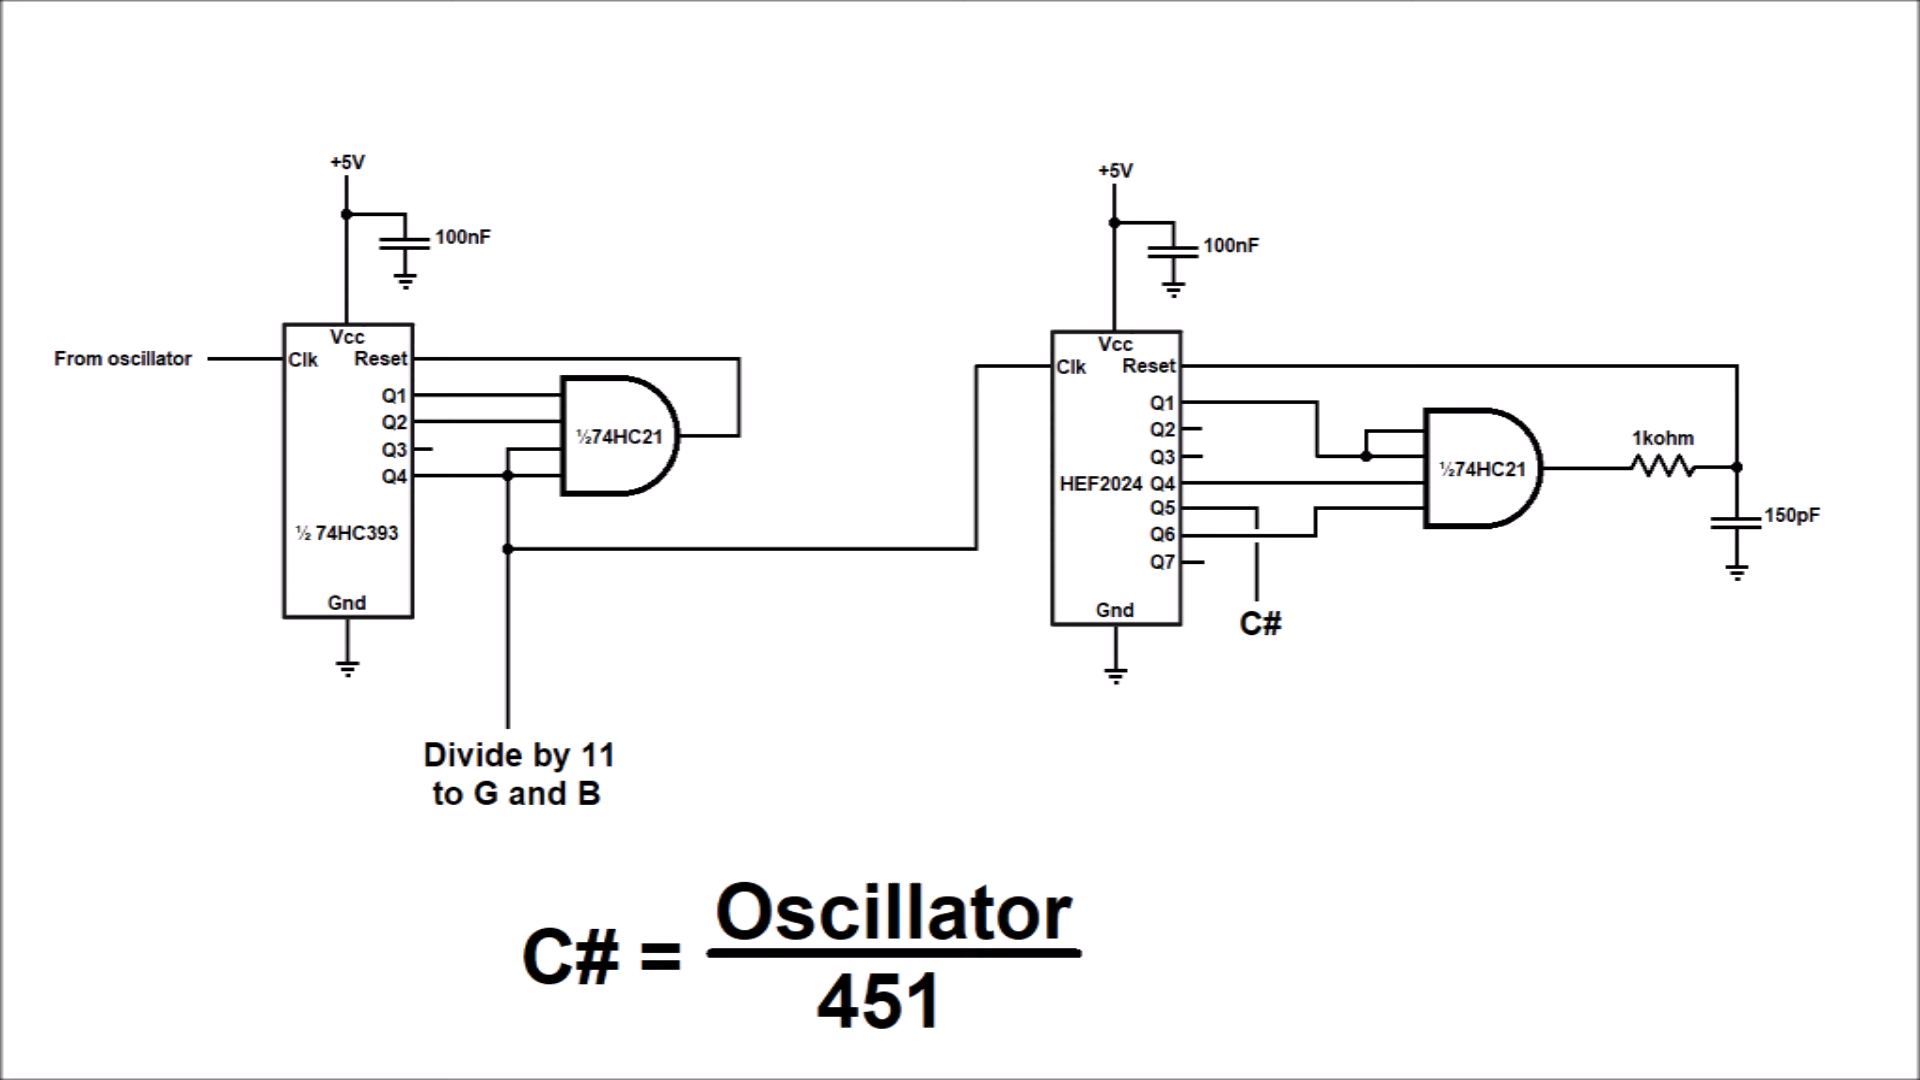 +5V
100nF
From oscillator
Clk
Vcc
Reset
Q1
Q2
Q3
Q4
½74HC21
½ 74HC393
Gnd
Divide by 11
to G and B
+5V
100nF
Clk
Vcc
Reset
Q1
Q2
Q3
HEF2024 Q4
Q5
Q6
Q7
Gnd
C#
½74HC21
1kohm
150pF
C# = Oscillator
451